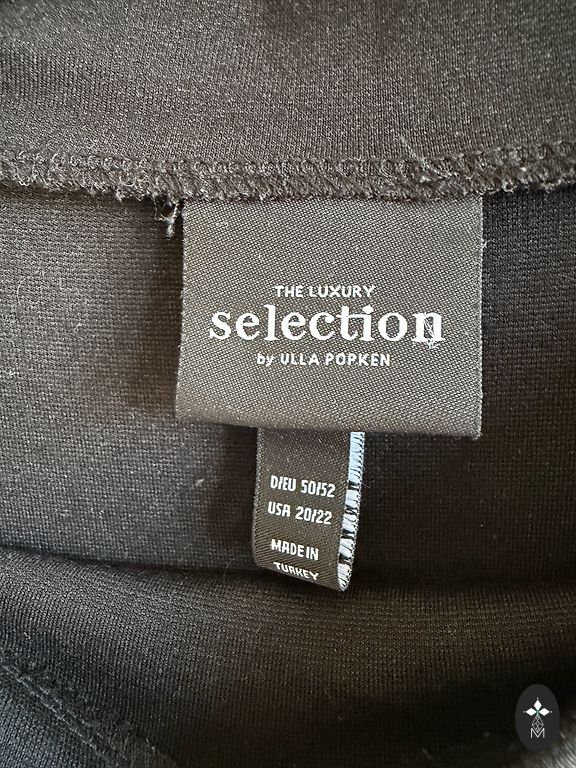 THE LUXURY
selection
by ULLA POPKEN
D/EU 50/52
USA 20/22
MADE IN
TURKEY
M